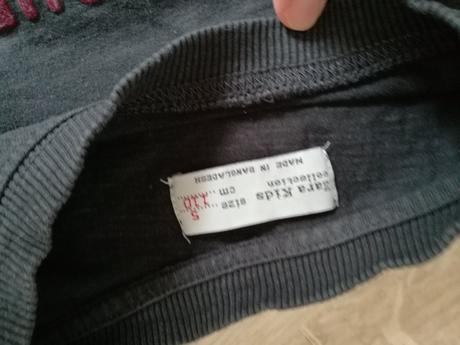 Zara Kids size ...... 5
collection cm ... 110
MADE IN BANGLADESH